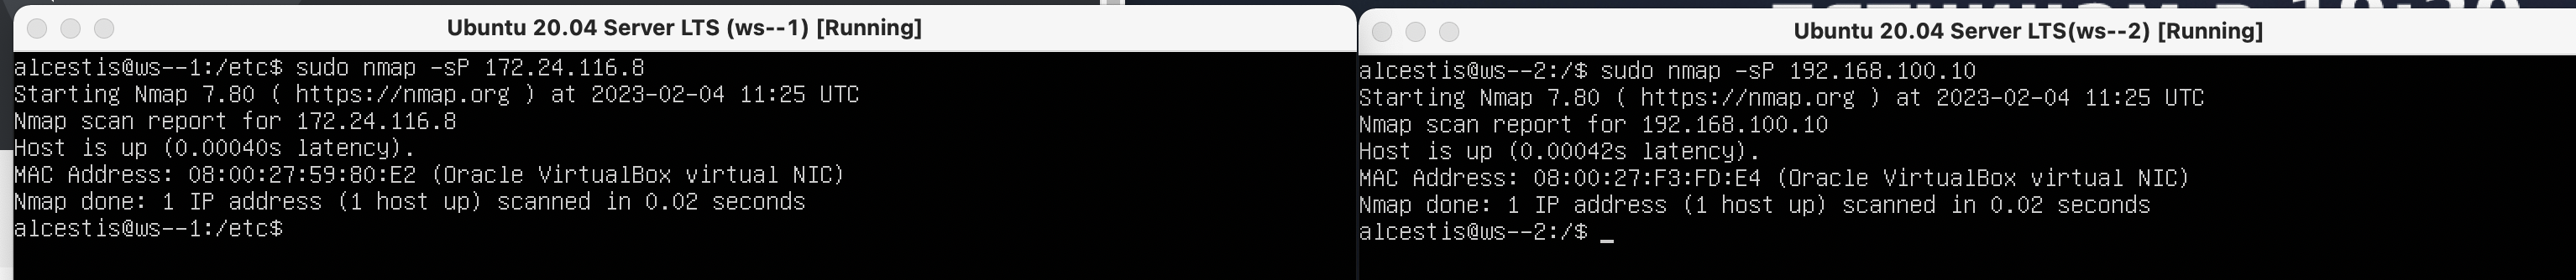 Ubuntu 20.04 Server LTS (ws--1) [Running]
alcestis@ws--1:/etc$ sudo nmap -sP 172.24.116.8
Starting Nmap 7.80 ( https://nmap.org ) at 2023-02-04 11:25 UTC
Nmap scan report for 172.24.116.8
Host is up (0.00040s latency).
MAC Address: 08:00:27:59:80:E2 (Oracle VirtualBox virtual NIC)
Nmap done: 1 IP address (1 host up) scanned in 0.02 seconds
alcestis@ws--1:/etc$
Ubuntu 20.04 Server LTS(ws--2) [Running]
alcestis@ws--2:/$ sudo nmap -sP 192.168.100.10
Starting Nmap 7.80 ( https://nmap.org ) at 2023-02-04 11:25 UTC
Nmap scan report for 192.168.100.10
Host is up (0.00042s latency).
MAC Address: 08:00:27:F3:FD:E4 (Oracle VirtualBox virtual NIC)
Nmap done: 1 IP address (1 host up) scanned in 0.02 seconds
alcestis@ws--2:/$ _